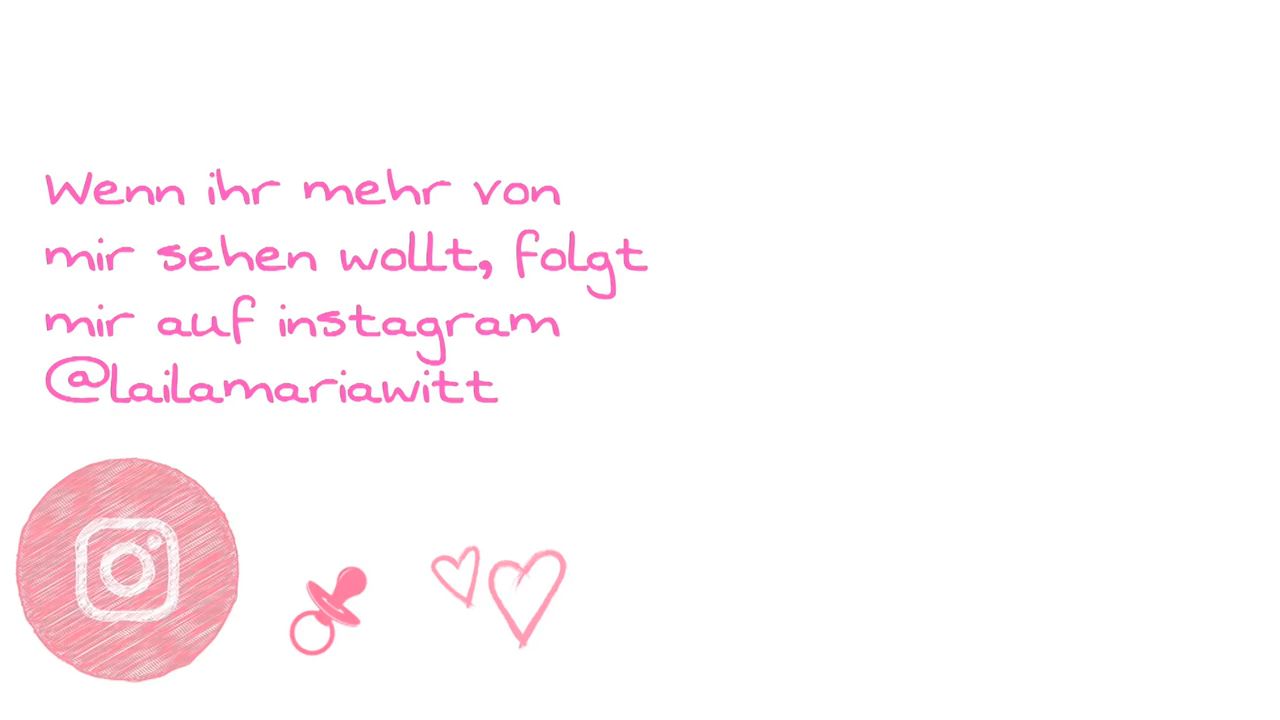 Wenn ihr mehr von
mir sehen wollt, folgt
mir auf instagram
@lailamariawitt